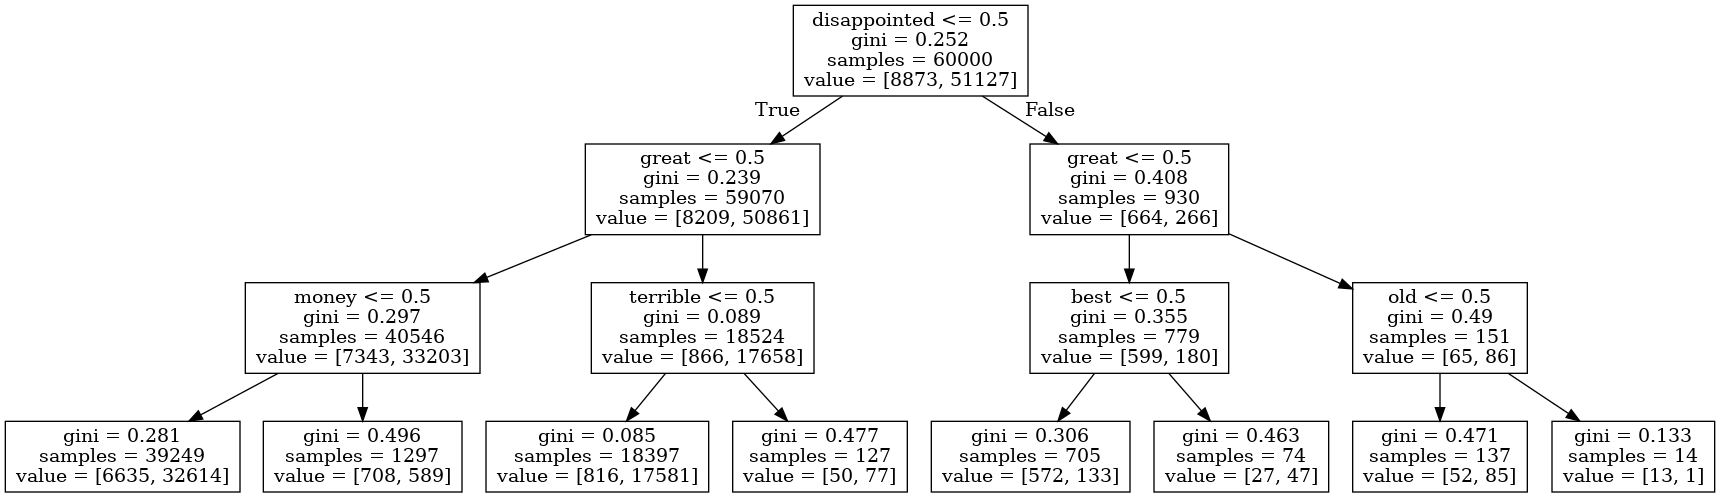 disappointed <= 0.5
gini = 0.252
samples = 60000
value = [8873, 51127]
True
False
great <= 0.5
gini = 0.239
samples = 59070
value = [8209, 50861]
great <= 0.5
gini = 0.408
samples = 930
value = [664, 266]
money <= 0.5
gini = 0.297
samples = 40546
value = [7343, 33203]
terrible <= 0.5
gini = 0.089
samples = 18524
value = [866, 17658]
best <= 0.5
gini = 0.355
samples = 779
value = [599, 180]
old <= 0.5
gini = 0.49
samples = 151
value = [65, 86]
gini = 0.281
samples = 39249
value = [6635, 32614]
gini = 0.496
samples = 1297
value = [708, 589]
gini = 0.085
samples = 18397
value = [816, 17581]
gini = 0.477
samples = 127
value = [50, 77]
gini = 0.306
samples = 705
value = [572, 133]
gini = 0.463
samples = 74
value = [27, 47]
gini = 0.471
samples = 137
value = [52, 85]
gini = 0.133
samples = 14
value = [13, 1]